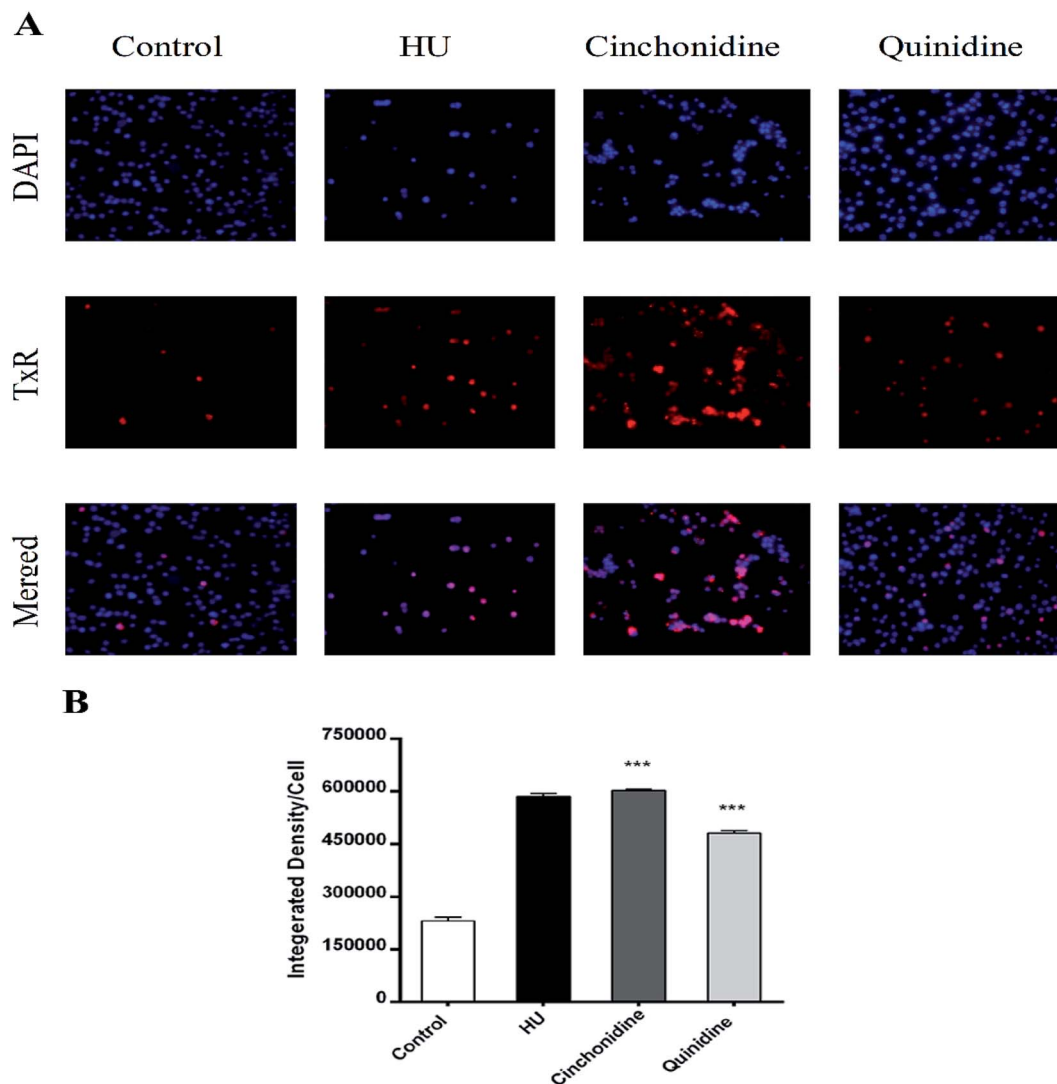 A
Control HU Cinchonidine Quinidine
DAPI
TxR
Merged
B
750000
600000
450000
300000
150000
0
Integerated Density/Cell
***
***
Control
HU
Cinchonidine
Quinidine